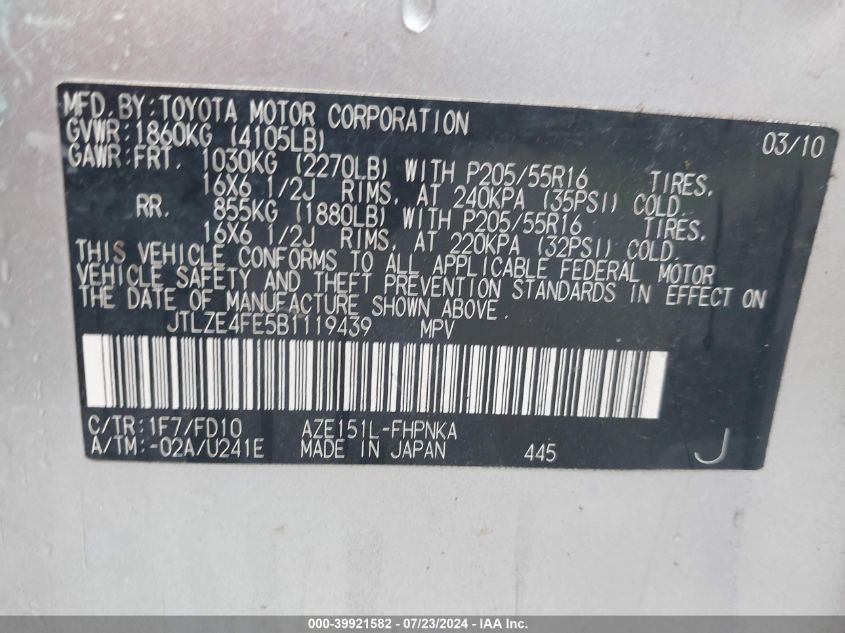 MFD. BY: TOYOTA MOTOR CORPORATION 03/10
GVWR: 1860KG (4105LB)
GAWR: FRT. 1030KG (2270LB) WITH P205/55R16 TIRES,
16X6 1/2J RIMS, AT 240KPA (35PSI) COLD.
RR. 855KG (1880LB) WITH P205/55R16 TIRES,
16X6 1/2J RIMS, AT 220KPA (32PSI) COLD.
THIS VEHICLE CONFORMS TO ALL APPLICABLE FEDERAL MOTOR
VEHICLE SAFETY AND THEFT PREVENTION STANDARDS IN EFFECT ON
THE DATE OF MANUFACTURE SHOWN ABOVE.
JTLZE4FE5B1119439 MPV
C/TR: 1F7/FD10 AZE151L-FHPNKA
A/TM: -02A/U241E MADE IN JAPAN 445 J
000-39921582 - 07/23/2024 - IAA, Inc.